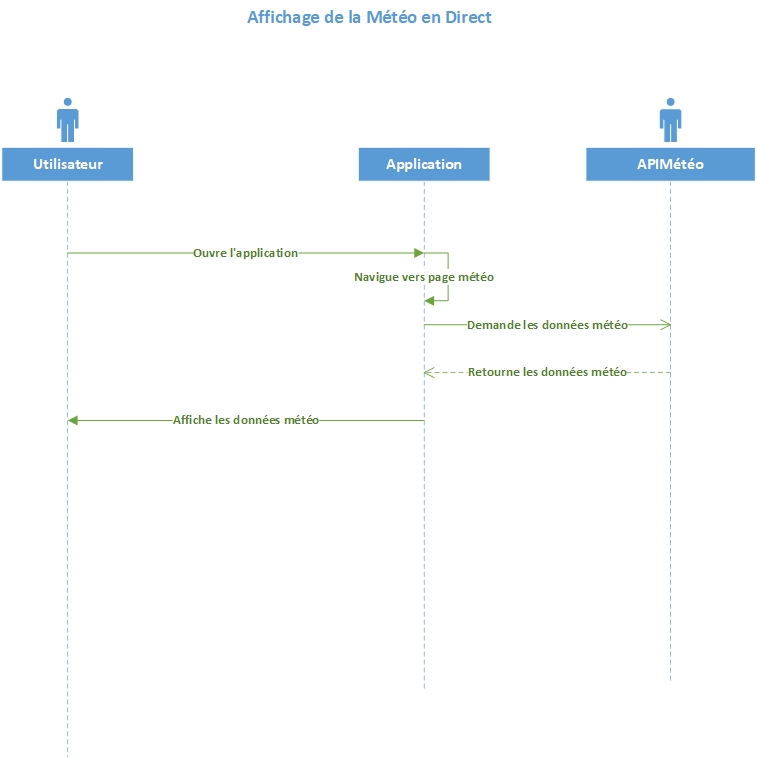 Affichage de la Météo en Direct
Utilisateur
Application
APIMétéo
Ouvre l'application
Navigue vers page météo
Demande les données météo
Retourne les données météo
Affiche les données météo